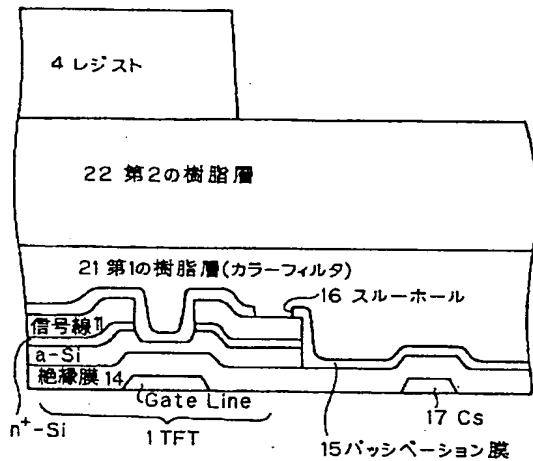 4 レジスト
22 第2の樹脂層
21 第1の樹脂層(カラーフィルタ)
16 スルーホール
信号線11
a-Si
絶縁膜14
Gate Line
n⁺-Si
1 TFT
17 Cs
15パッシベーション膜